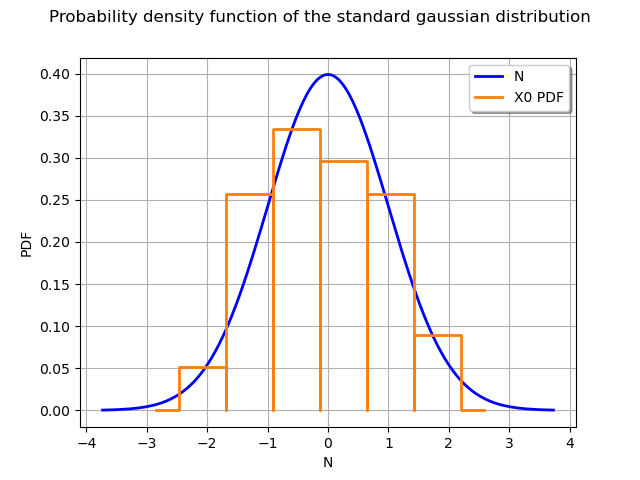 Probability density function of the standard gaussian distribution
N
X0 PDF
PDF
0.40
0.35
0.30
0.25
0.20
0.15
0.10
0.05
0.00
−4 −3 −2 −1 0 1 2 3 4
N